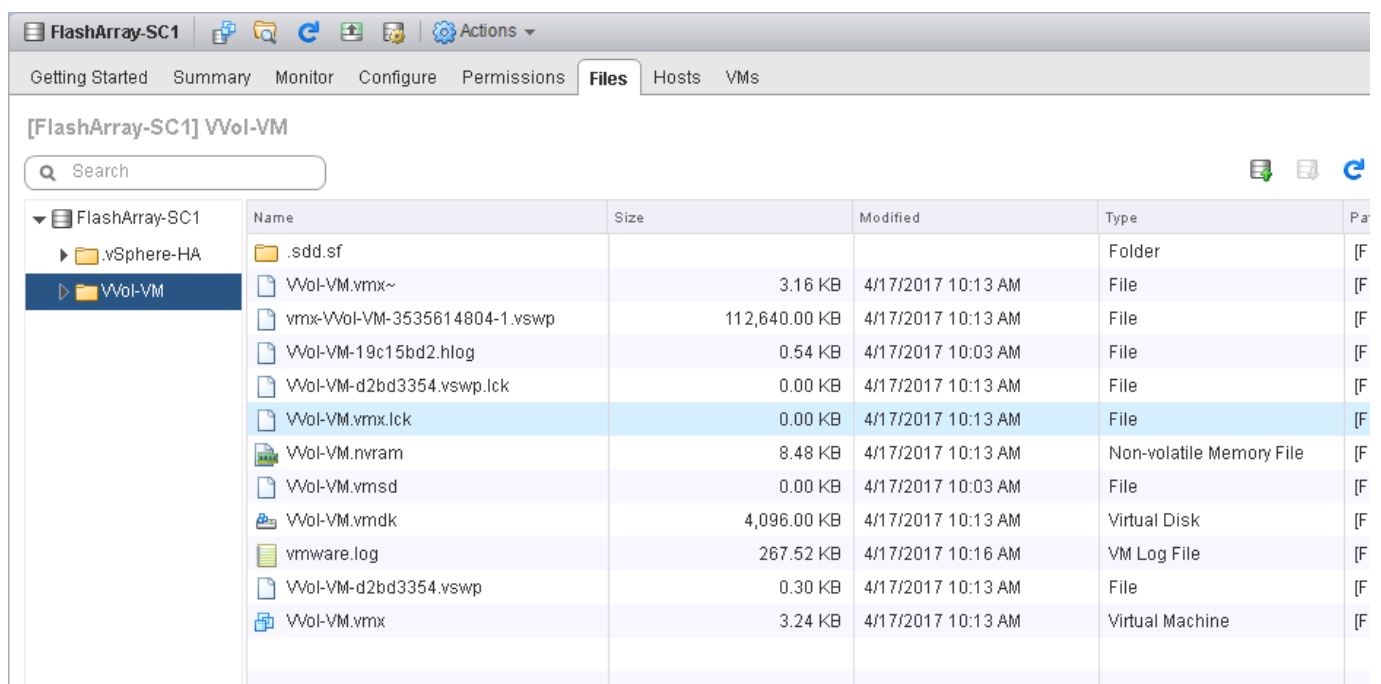 FlashArray-SC1 Actions
Getting Started Summary Monitor Configure Permissions Files Hosts VMs
[FlashArray-SC1] VVol-VM
Search
FlashArray-SC1
.vSphere-HA
VVol-VM
Name Size Modified Type Pa
.sdd.sf Folder [F
VVol-VM.vmx~ 3.16 KB 4/17/2017 10:13 AM File [F
vmx-VVol-VM-3535614804-1.vswp 112,640.00 KB 4/17/2017 10:13 AM File [F
VVol-VM-19c15bd2.hlog 0.54 KB 4/17/2017 10:03 AM File [F
VVol-VM-d2bd3354.vswp.lck 0.00 KB 4/17/2017 10:13 AM File [F
VVol-VM.vmx.lck 0.00 KB 4/17/2017 10:13 AM File [F
VVol-VM.nvram 8.48 KB 4/17/2017 10:13 AM Non-volatile Memory File [F
VVol-VM.vmsd 0.00 KB 4/17/2017 10:03 AM File [F
VVol-VM.vmdk 4,096.00 KB 4/17/2017 10:13 AM Virtual Disk [F
vmware.log 267.52 KB 4/17/2017 10:16 AM VM Log File [F
VVol-VM-d2bd3354.vswp 0.30 KB 4/17/2017 10:13 AM File [F
VVol-VM.vmx 3.24 KB 4/17/2017 10:13 AM Virtual Machine [F